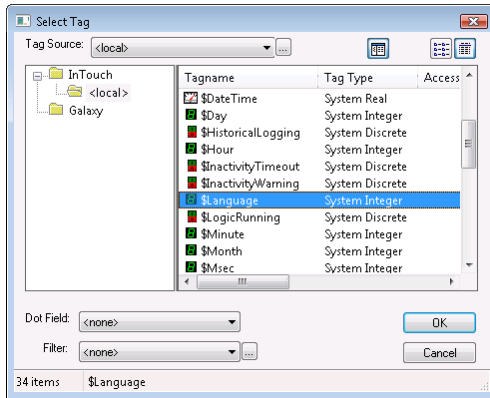 Select Tag
Tag Source: <local> ...
InTouch
<local>
Galaxy
Tagname Tag Type Access
$DateTime System Real
$Day System Integer
$HistoricalLogging System Discrete
$Hour System Integer
$InactivityTimeout System Discrete
$InactivityWarning System Discrete
$Language System Integer
$LogicRunning System Discrete
$Minute System Integer
$Month System Integer
$Msec System Integer
Dot Field: <none> OK
Filter: <none> ... Cancel
34 items $Language